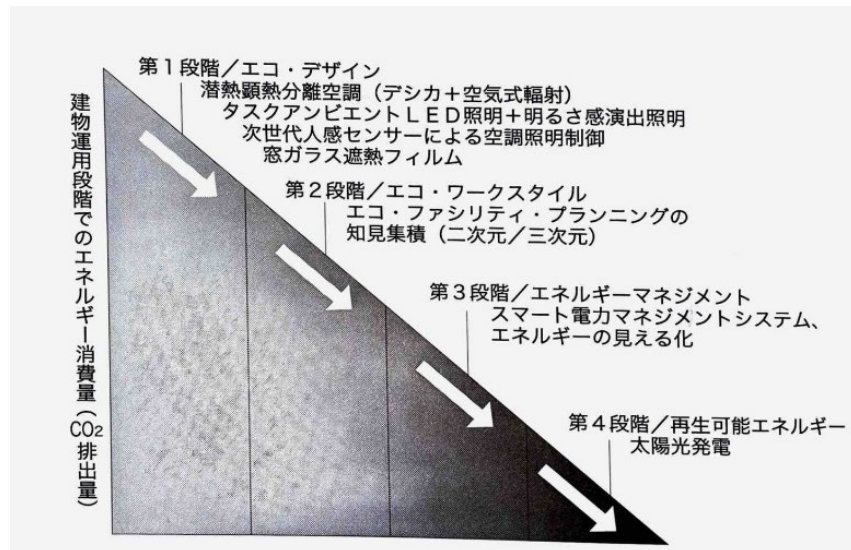 第1段階／エコ・デザイン
潜熱顕熱分離空調（デシカ＋空気式輻射）
タスクアンビエントLED照明＋明るさ感演出照明
次世代人感センサーによる空調照明制御
窓ガラス遮熱フィルム
第2段階／エコ・ワークスタイル
エコ・ファシリティ・プランニングの
知見集積（二次元／三次元）
第3段階／エネルギーマネジメント
スマート電力マネジメントシステム、
エネルギーの見える化
第4段階／再生可能エネルギー
太陽光発電
建物運用段階でのエネルギー消費量（CO2排出量）